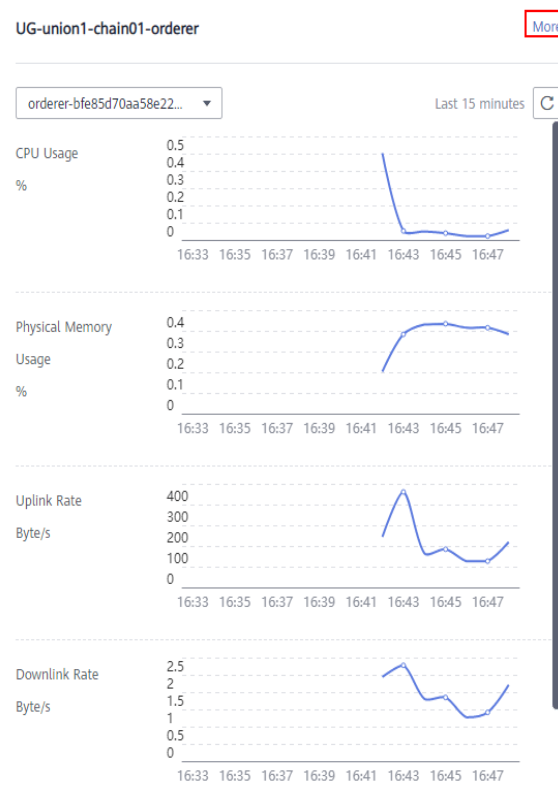 UG-union1-chain01-orderer
More
orderer-bfe85d70aa58e22...
Last 15 minutes
CPU Usage
%
0.5
0.4
0.3
0.2
0.1
0
16:33 16:35 16:37 16:39 16:41 16:43 16:45 16:47
Physical Memory
Usage
%
0.4
0.3
0.2
0.1
0
16:33 16:35 16:37 16:39 16:41 16:43 16:45 16:47
Uplink Rate
Byte/s
400
300
200
100
0
16:33 16:35 16:37 16:39 16:41 16:43 16:45 16:47
Downlink Rate
Byte/s
2.5
2
1.5
1
0.5
0
16:33 16:35 16:37 16:39 16:41 16:43 16:45 16:47